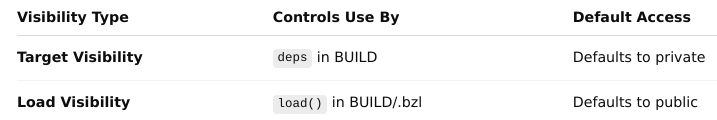 Visibility Type Controls Use By Default Access
Target Visibility deps in BUILD Defaults to private
Load Visibility load() in BUILD/.bzl Defaults to public